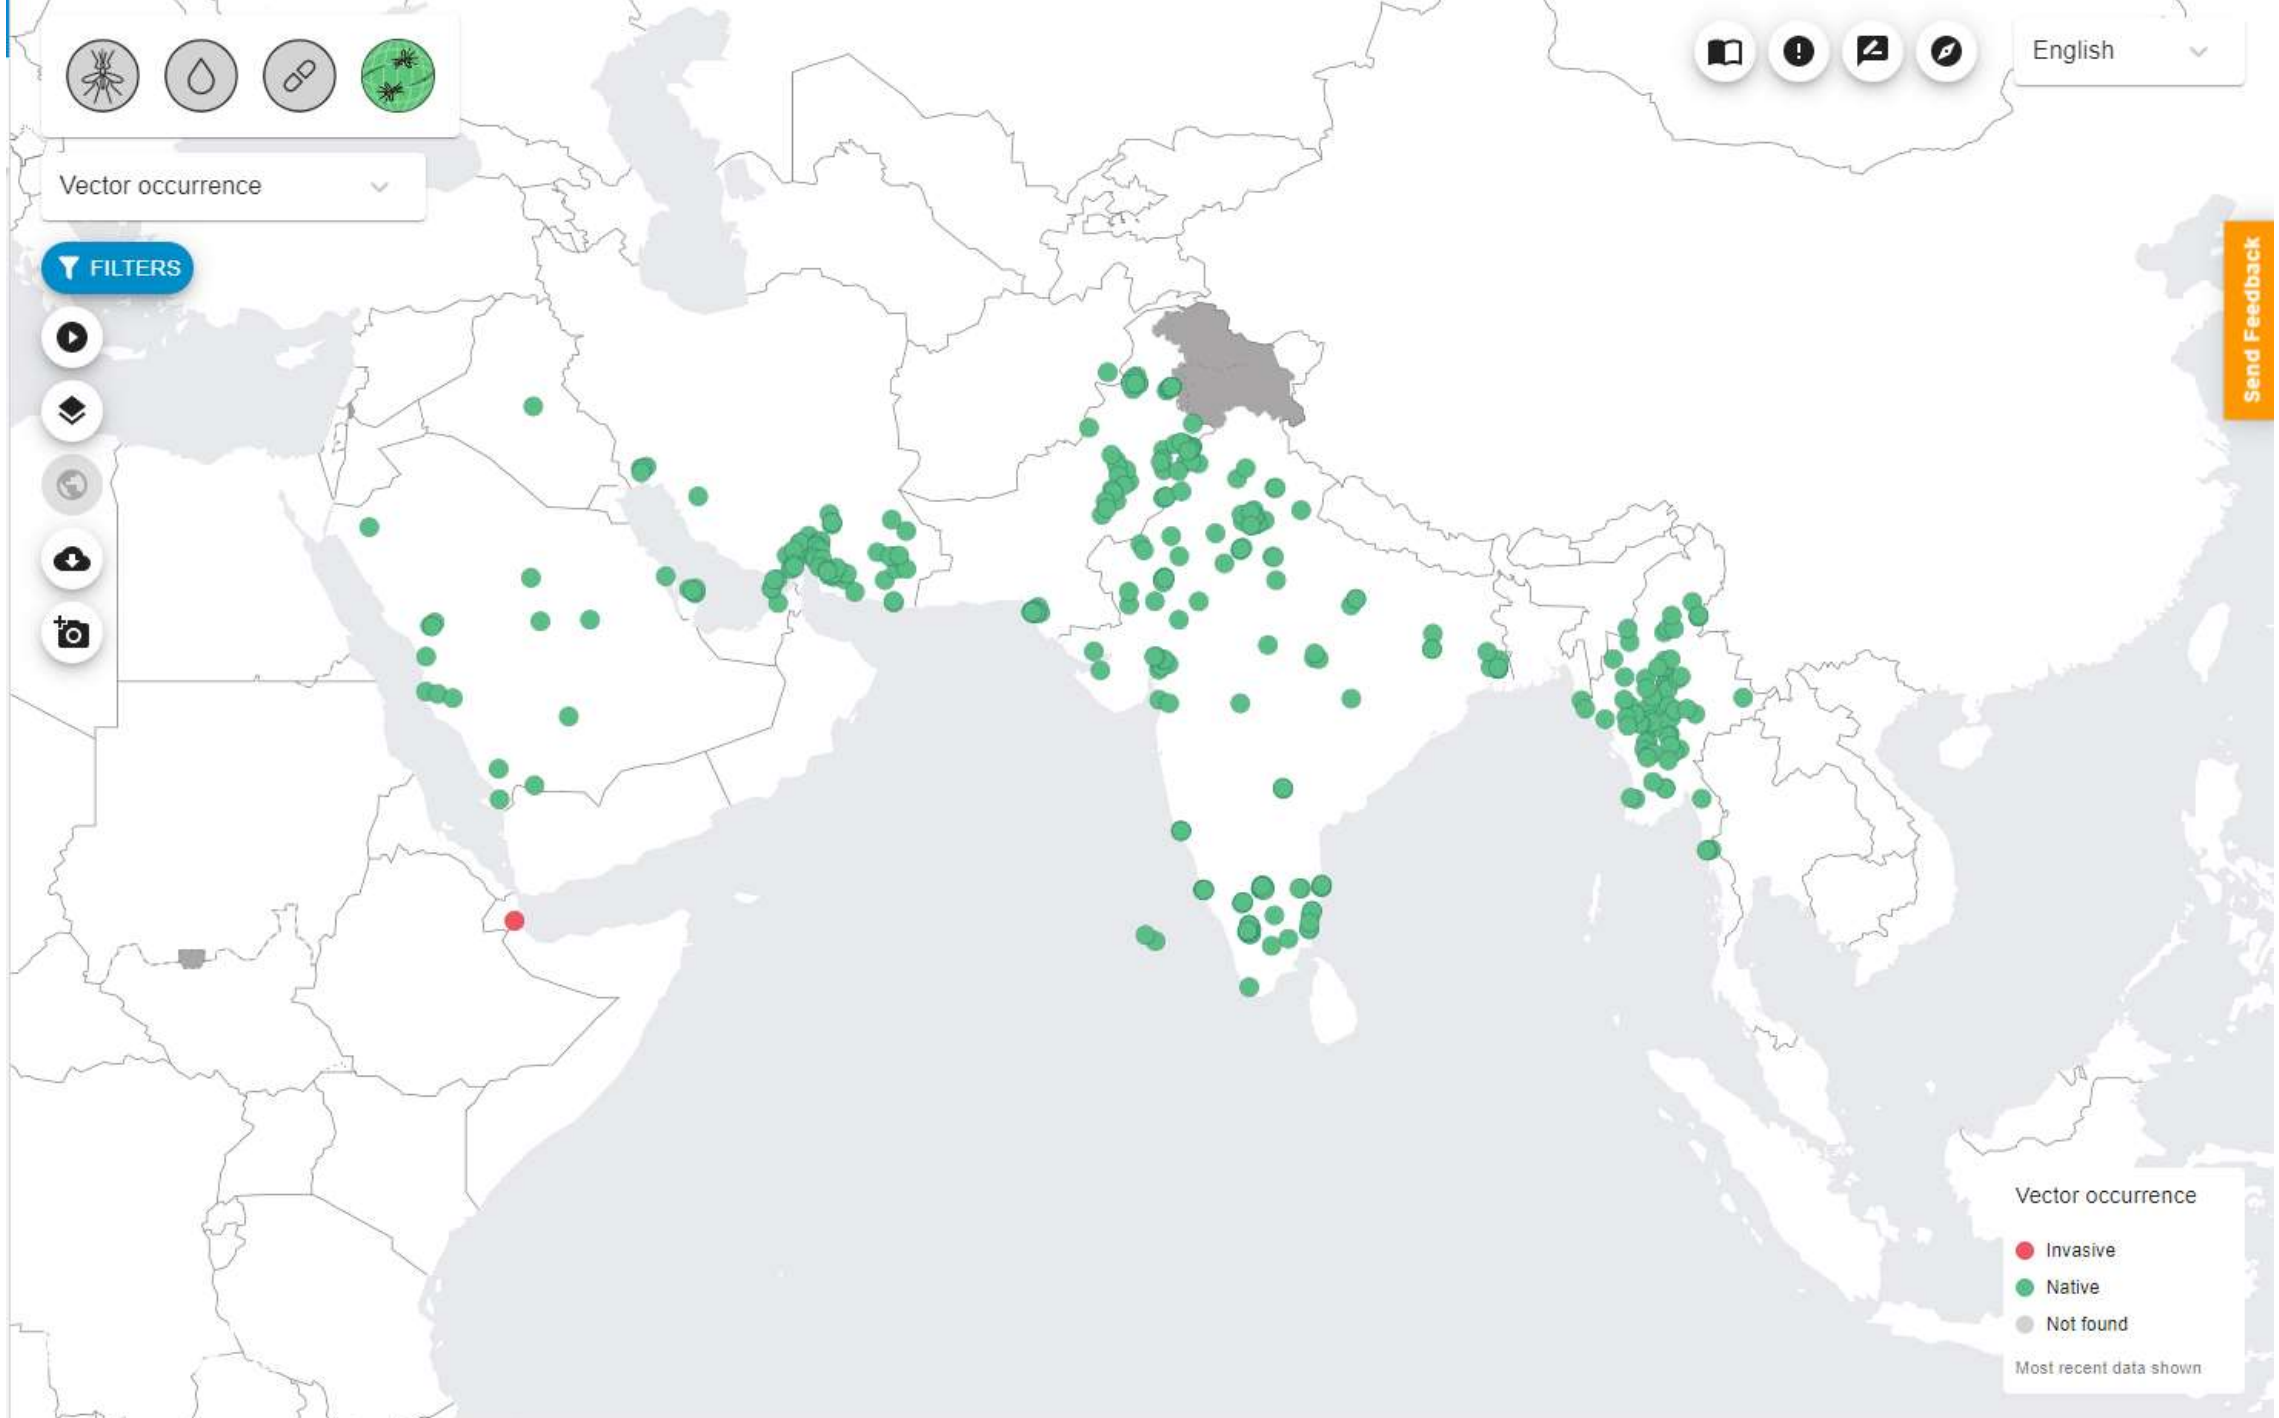 English
Vector occurrence
FILTERS
Send Feedback
Vector occurrence
Invasive
Native
Not found
Most recent data shown